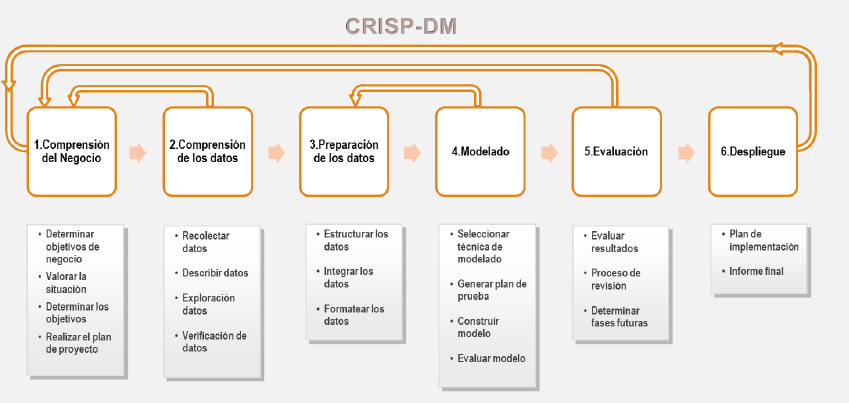 CRISP-DM
1.Comprensión
del Negocio
2.Comprensión
de los datos
3.Preparación
de los datos
4.Modelado
5.Evaluación
6.Despliegue
• Determinar
objetivos de
negocio
• Valorar la
situación
• Determinar los
objetivos
• Realizar el plan
de proyecto
• Recolectar
datos
• Describir datos
• Exploración
datos
• Verificación de
datos
• Estructurar los
datos
• Integrar los
datos
• Formatear los
datos
• Seleccionar
técnica de
modelado
• Generar plan de
prueba
• Construir
modelo
• Evaluar modelo
• Evaluar
resultados
• Proceso de
revisión
• Determinar
fases futuras
• Plan de
implementación
• Informe final